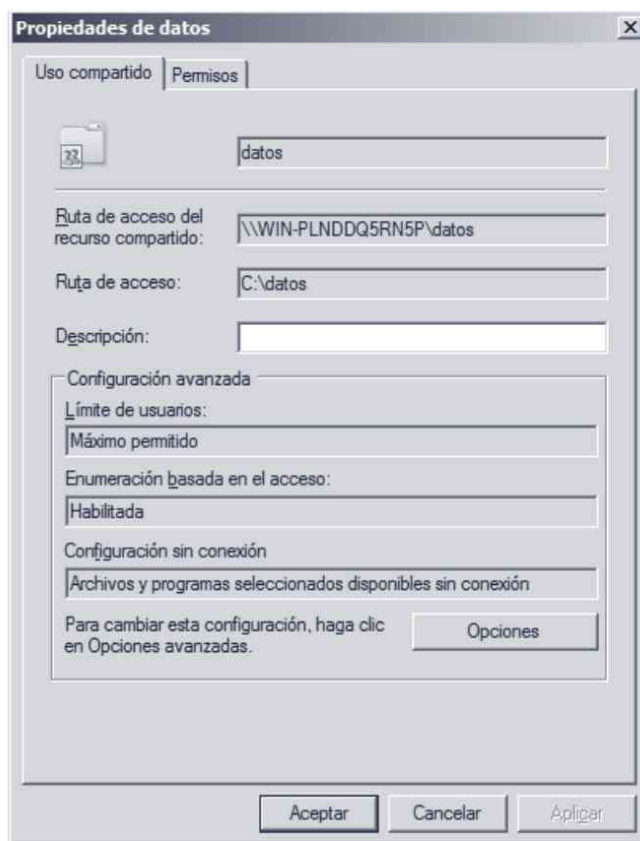 Propiedades de datos
Uso compartido
Permisos
datos
Ruta de acceso del
recurso compartido:
\\WIN-PLNDDQ5RN5P\datos
Ruta de acceso:
C:\datos
Descripción:
Configuración avanzada
Límite de usuarios:
Máximo permitido
Enumeración basada en el acceso:
Habilitada
Configuración sin conexión
Archivos y programas seleccionados disponibles sin conexión
Para cambiar esta configuración, haga clic
en Opciones avanzadas.
Opciones
Aceptar
Cancelar
Aplicar